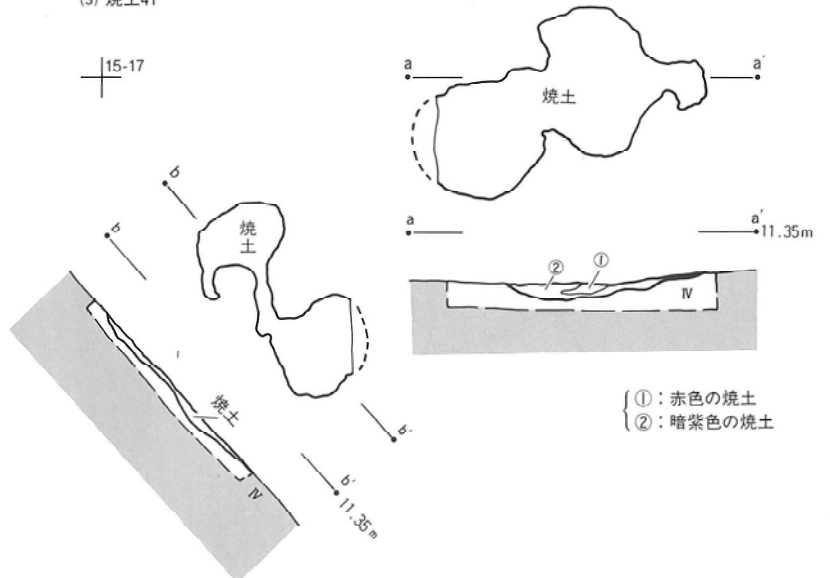 (3) 焼土41
15-17
a
a'
焼土
a
a'
11.35m
②
①
Ⅳ
b
b
焼
土
焼土
b'
b'
11.35m
Ⅳ
①：赤色の焼土
②：暗紫色の焼土